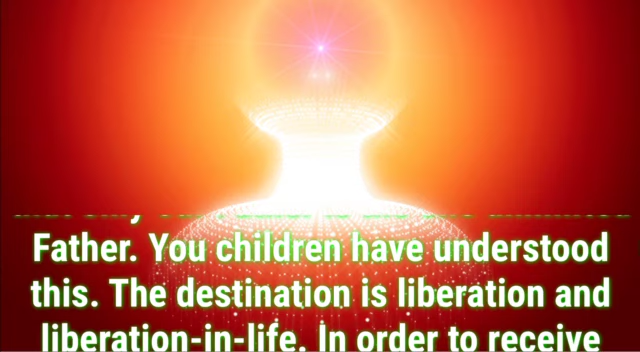 Father. You children have understood
this. The destination is liberation and
liberation-in-life. In order to receive